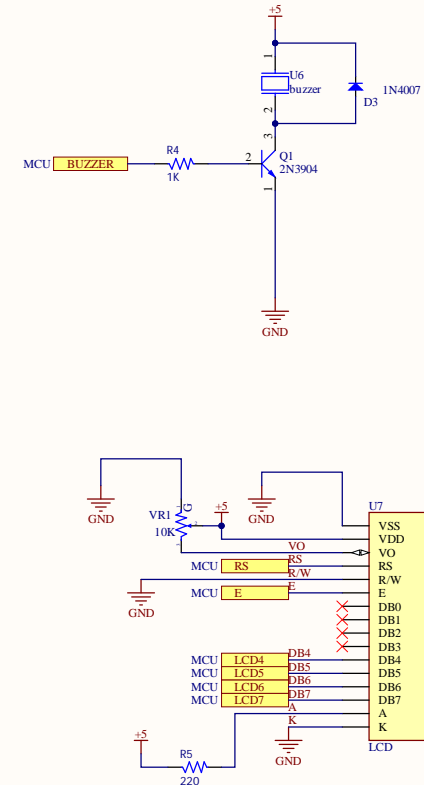 +5
1
U6
buzzer
1N4007
D3
2
3
R4
Q1
MCU BUZZER
2
2N3904
1K
1
GND
GND
GND
G
+5
VR1
10K
U7
VSS
VDD
VO VO
MCU RS RS RS
R/W R/W
MCU E E E
GND
DB0
DB1
DB2
DB3
MCU LCD4 DB4 DB4
MCU LCD5 DB5 DB5
MCU LCD6 DB6 DB6
MCU LCD7 DB7 DB7
A A
K K
+5
LCD
R5
GND
220